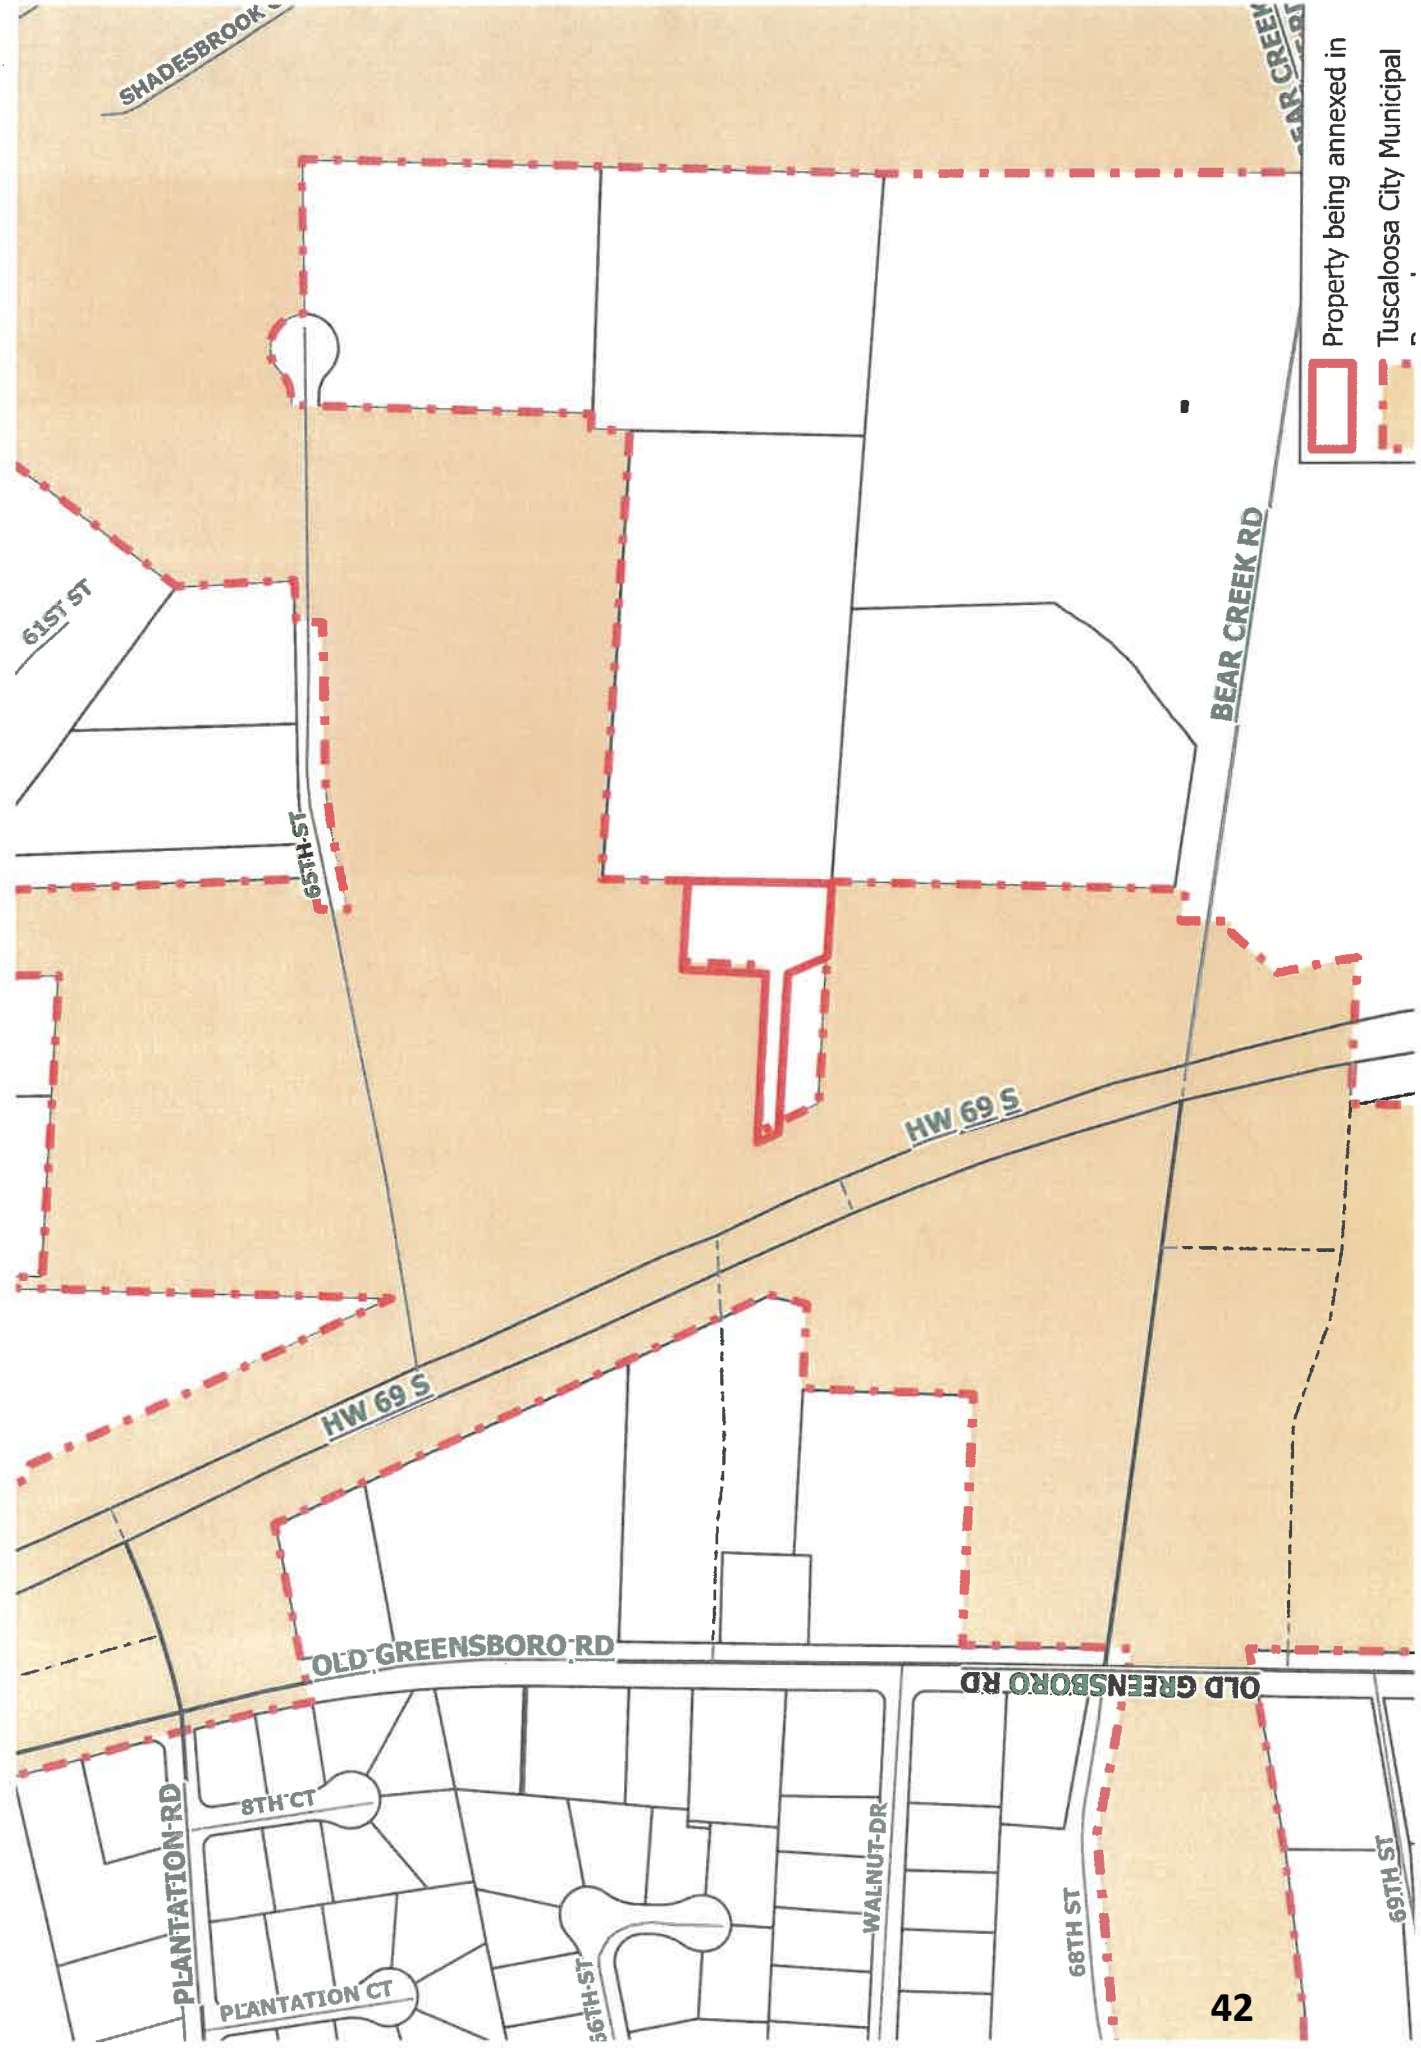 SHADESBROOK
BEAR CREEK
Property being annexed in
Tuscaloosa City Municipal
61ST ST
BEAR CREEK RD
65TH ST
HW 69 S
HW 69 S
OLD GREENSBORO RD
OLD GREENSBORO RD
PLANTATION RD
8TH CT
WALNUT DR
69TH ST
68TH ST
PLANTATION CT
66TH ST
42